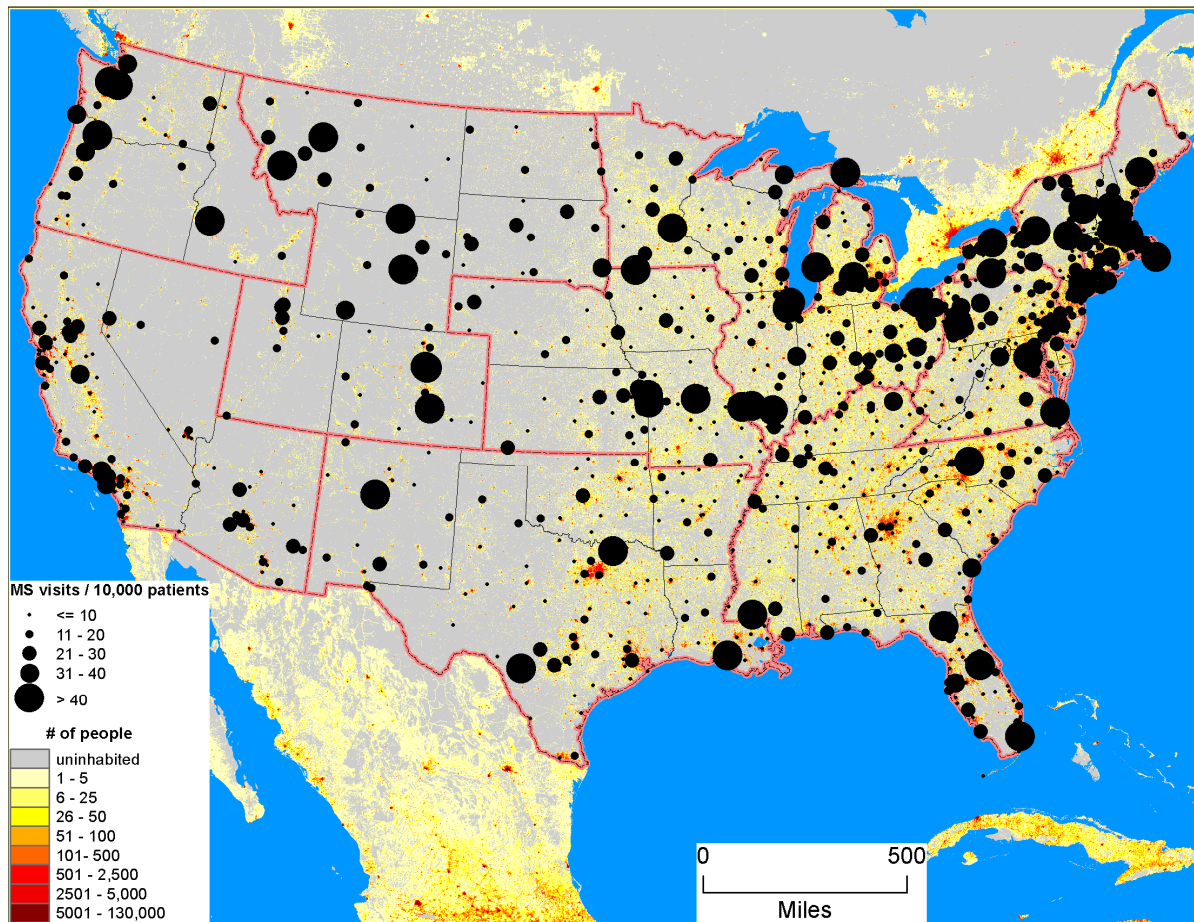 MS visits / 10,000 patients
<= 10
11 - 20
21 - 30
31 - 40
> 40
# of people
uninhabited
1 - 5
6 - 25
26 - 50
51 - 100
101- 500
501 - 2,500
2501 - 5,000
5001 - 130,000
0 500
Miles